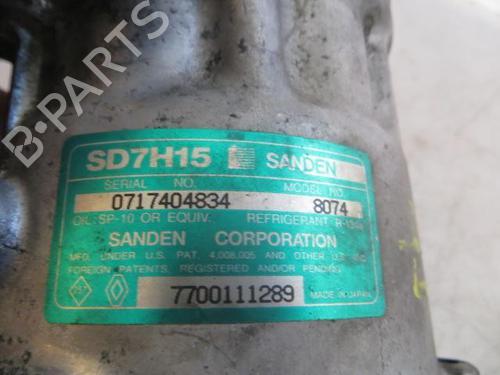 B-PARTS
SD7H15 SANDEN
SERIAL NO. MODEL NO.
0717404834 8074
OIL: SP-10 OR EQUIV. REFRIGERANT R-134a
SANDEN CORPORATION
MFD. UNDER U.S. PAT. 4,008,005 AND OTHER U.S. AND
FOREIGN PATENTS, REGISTERED AND/OR PENDING
7700111289
MADE IN JAPAN